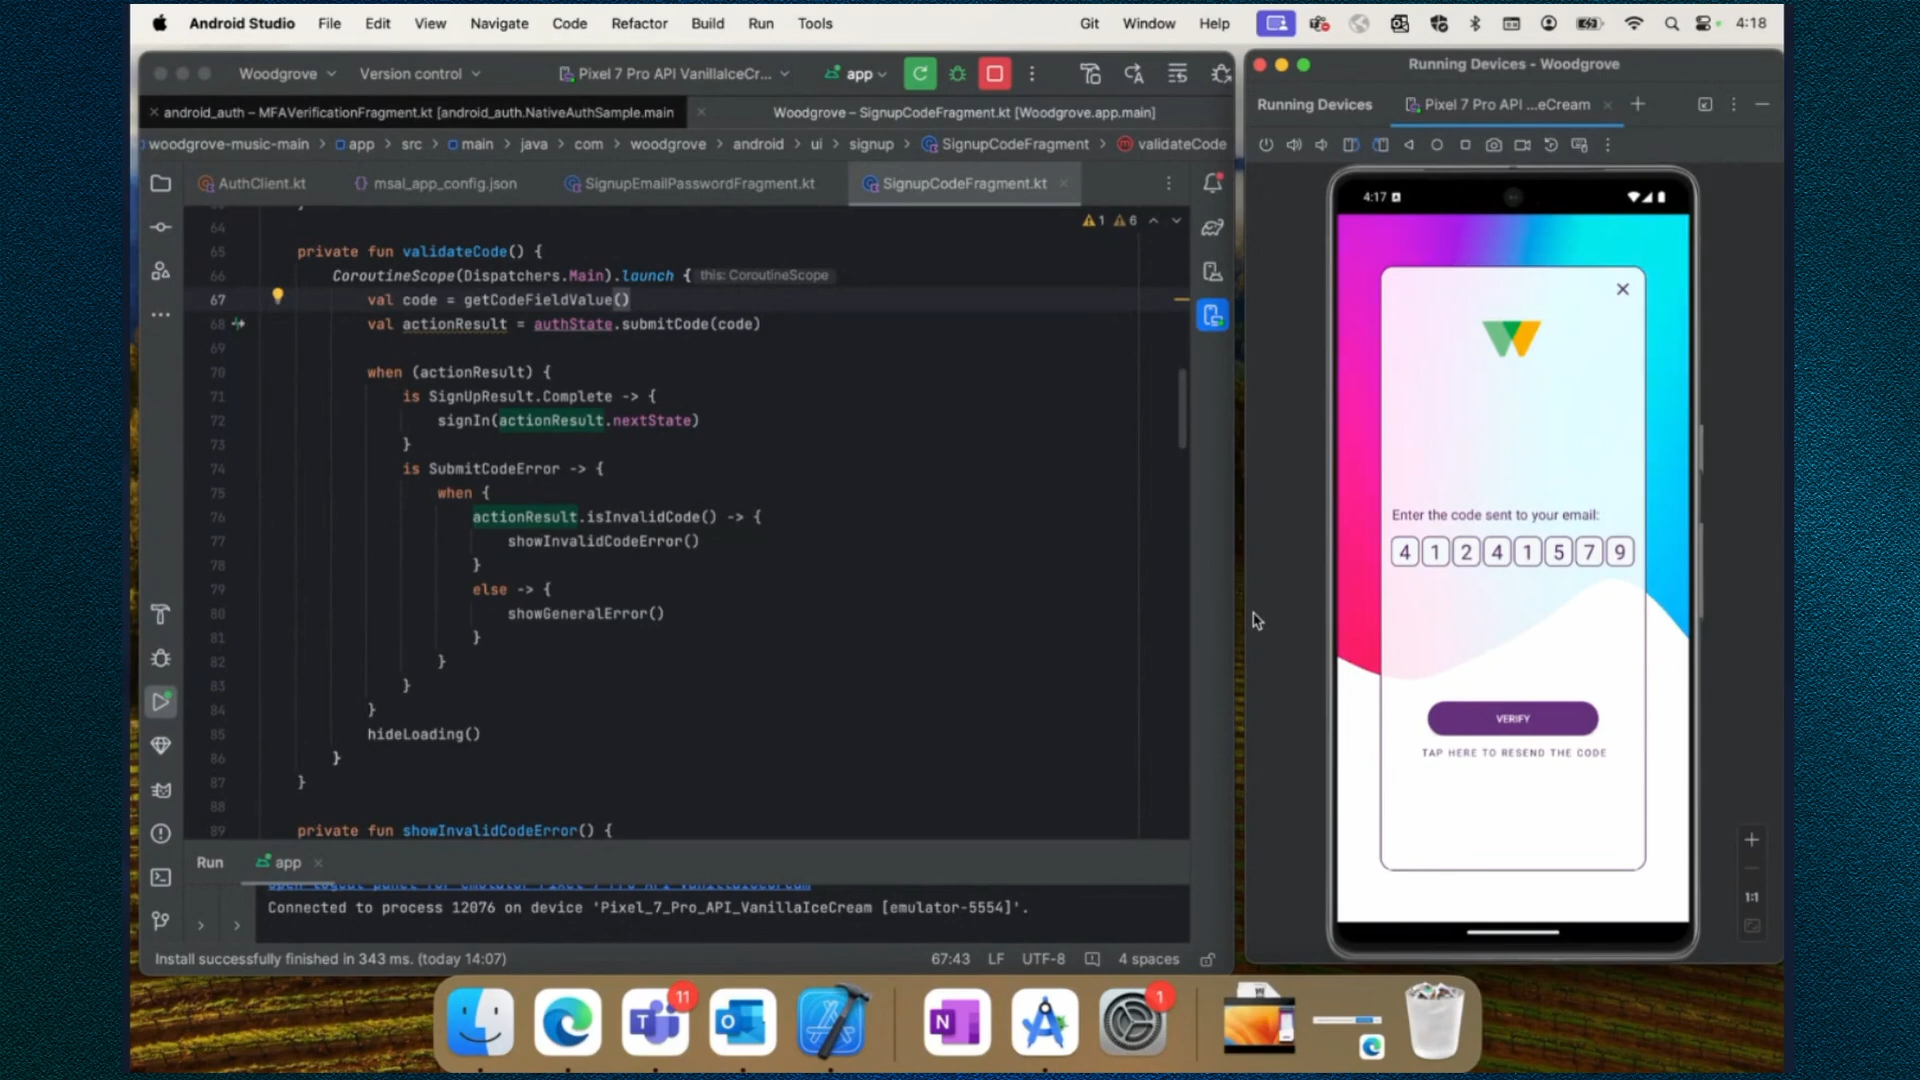 Android Studio File Edit View Navigate Code Refactor Build Run Tools Git Window Help 4:18
Woodgrove Version control Pixel 7 Pro API VanillaIceCr... app
android_auth – MFAVerificationFragment.kt [android_auth.NativeAuthSample.main
Woodgrove – SignupCodeFragment.kt [Woodgrove.app.main]
woodgrove-music-main app src main java com woodgrove android ui signup SignupCodeFragment validateCode
AuthClient.kt msal_app_config.json SignupEmailPasswordFragment.kt SignupCodeFragment.kt
1 6
64
65 private fun validateCode() {
66 CoroutineScope(Dispatchers.Main).launch { this: CoroutineScope
67 val code = getCodeFieldValue()
68 val actionResult = authState.submitCode(code)
69
70 when (actionResult) {
71 is SignUpResult.Complete -> {
72 signIn(actionResult.nextState)
73 }
74 is SubmitCodeError -> {
75 when {
76 actionResult.isInvalidCode() -> {
77 showInvalidCodeError()
78 }
79 else -> {
80 showGeneralError()
81 }
82 }
83 }
84 }
85 hideLoading()
86 }
87 }
88
89 private fun showInvalidCodeError() {
Run app
Connected to process 12076 on device 'Pixel_7_Pro_API_VanillaIceCream [emulator-5554]'.
Install successfully finished in 343 ms. (today 14:07) 67:43 LF UTF-8 4 spaces
Running Devices - Woodgrove
Running Devices Pixel 7 Pro API ...eCream
4:17
Enter the code sent to your email:
4 1 2 4 1 5 7 9
VERIFY
TAP HERE TO RESEND THE CODE
1:1
11
1